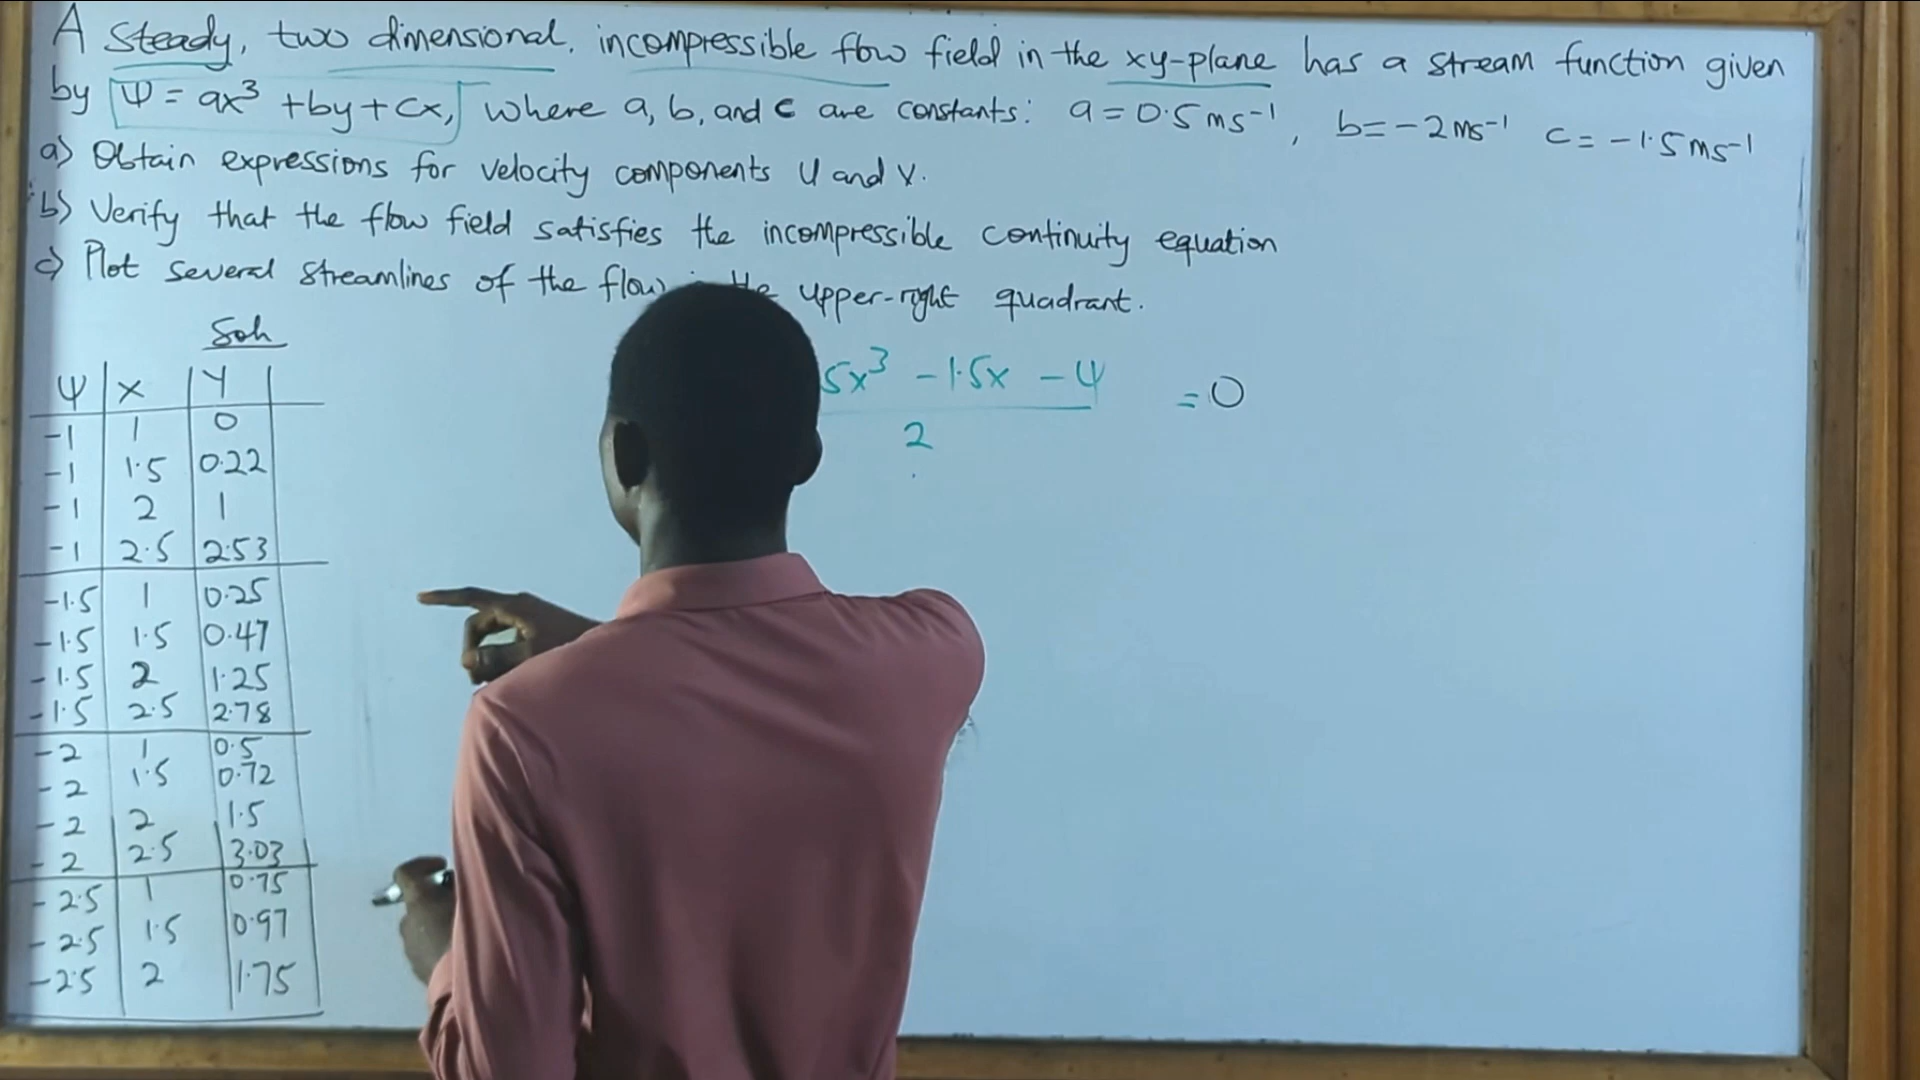 A steady, two dimensional, incompressible flow field in the xy-plane has a stream function given
by Ψ = ax³ + by + cx, where a, b, and c are constants: a = 0.5 ms⁻¹, b = -2 ms⁻¹ c = -1.5 ms⁻¹
a) Obtain expressions for velocity components u and v.
b) Verify that the flow field satisfies the incompressible continuity equation
c) Plot several streamlines of the flow the upper-right quadrant.
Soln
Ψ x y
-1 1 0
-1 1.5 0.22
-1 2 1
-1 2.5 2.53
-1.5 1 0.25
-1.5 1.5 0.47
-1.5 2 1.25
-1.5 2.5 2.78
-2 1 0.5
-2 1.5 0.72
-2 2 1.5
-2 2.5 3.03
-2.5 1 0.75
-2.5 1.5 0.97
-2.5 2 1.75
5x³ - 1.5x - Ψ = 0
2